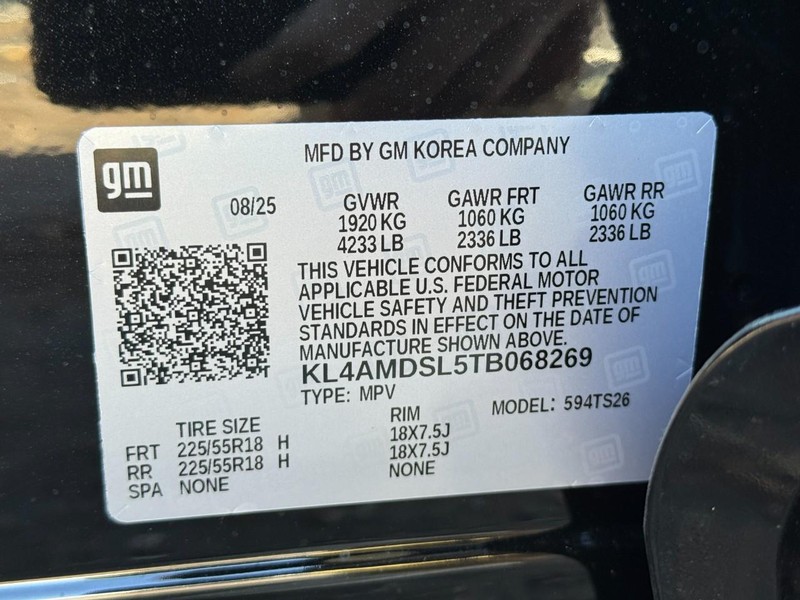 gm
MFD BY GM KOREA COMPANY
08/25 GVWR GAWR FRT GAWR RR
1920 KG 1060 KG 1060 KG
4233 LB 2336 LB 2336 LB
THIS VEHICLE CONFORMS TO ALL
APPLICABLE U.S. FEDERAL MOTOR
VEHICLE SAFETY AND THEFT PREVENTION
STANDARDS IN EFFECT ON THE DATE OF
MANUFACTURE SHOWN ABOVE.
KL4AMDSL5TB068269
TYPE: MPV MODEL: 594TS26
TIRE SIZE RIM
FRT 225/55R18 H 18X7.5J
RR 225/55R18 H 18X7.5J
SPA NONE NONE